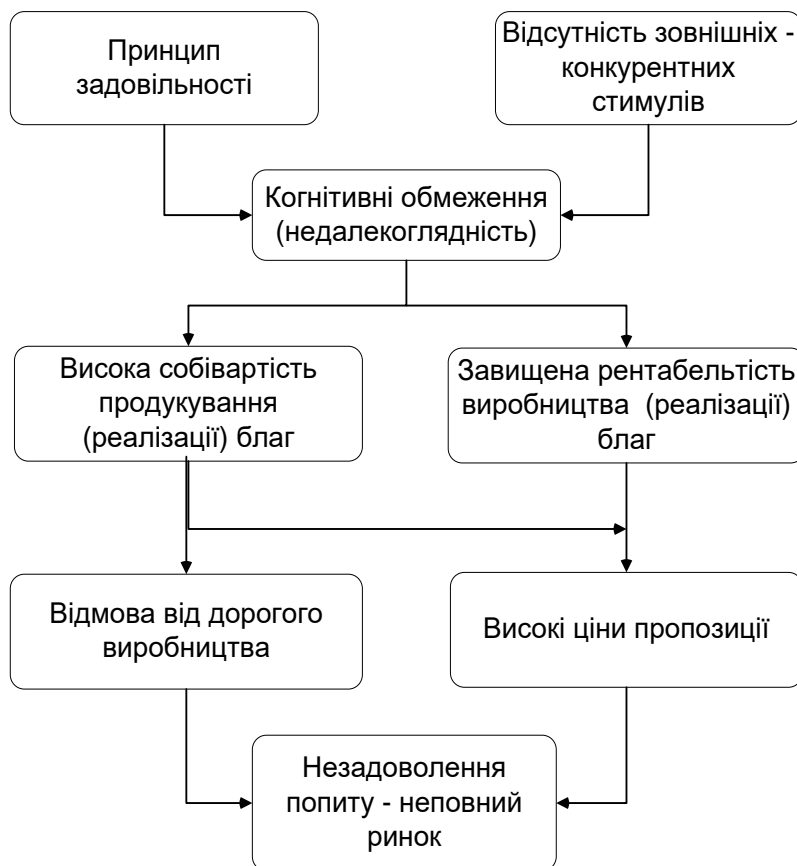 Принцип
задовільності
Відсутність зовнішніх -
конкурентних
стимулів
Когнітивні обмеження
(недалекоглядність)
Висока собівартість
продукування
(реалізації) благ
Завищена рентабельтість
виробництва (реалізації)
благ
Відмова від дорогого
виробництва
Високі ціни пропозиції
Незадоволення
попиту - неповний
ринок